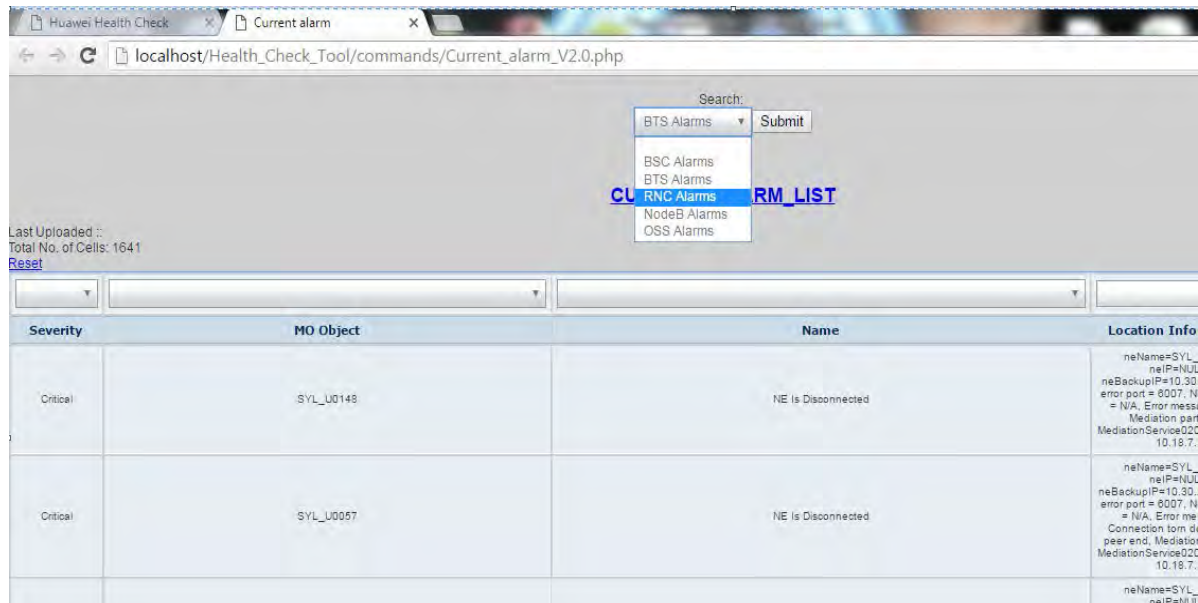 Huawei Health Check
Current alarm
localhost/Health_Check_Tool/commands/Current_alarm_V2.0.php
Search:
BTS Alarms Submit
BSC Alarms
BTS Alarms
RNC Alarms
NodeB Alarms
OSS Alarms
CU RM_LIST
Last Uploaded ::
Total No. of Cells: 1641
Reset
Severity MO Object Name Location Info
Critical SYL_U0148 NE Is Disconnected
neName=SYL_
neIP=NUL
neBackupIP=10.30
error port = 6007, N
= N/A, Error messa
Mediation part
MediationService020
10.18.7.
Critical SYL_U0057 NE Is Disconnected
neName=SYL_
neIP=NUL
neBackupIP=10.30.
error port = 6007, N
= N/A, Error me
Connection torn d
peer end, Mediation
MediationService020
10.18.7.
neName=SYL_
neIP=NUL